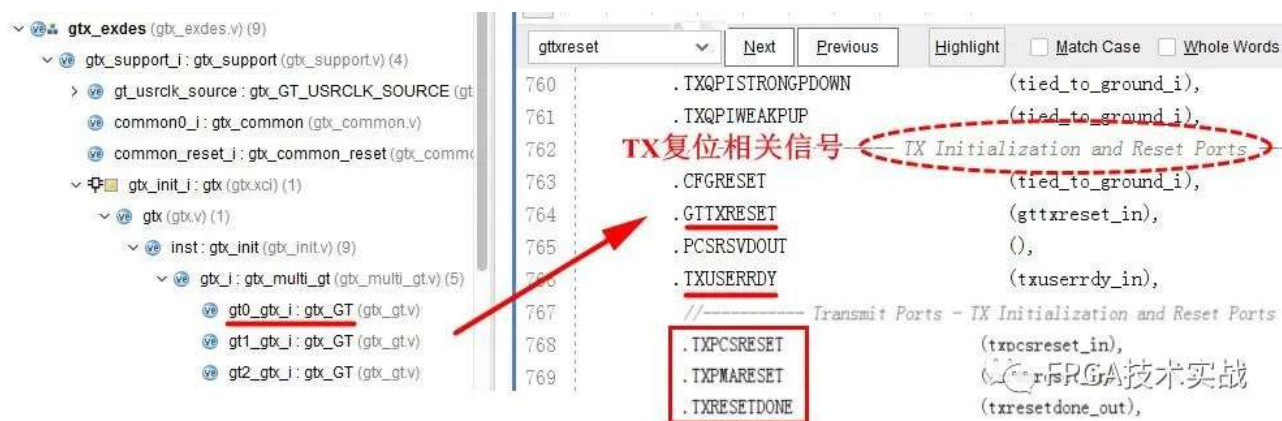 gtx_exdes (gtx_exdes.v) (9)
gtx_support_i : gtx_support (gtx_support.v) (4)
gt_usrclk_source : gtx_GT_USRCLK_SOURCE (gt
common0_i : gtx_common (gtx_common.v)
common_reset_i : gtx_common_reset (gtx_commo
gtx_init_i : gtx (gtx.xci) (1)
gtx (gtx.v) (1)
inst : gtx_init (gtx_init.v) (9)
gtx_i : gtx_multi_gt (gtx_multi_gt.v) (5)
gt0_gtx_i : gtx_GT (gtx_gt.v)
gt1_gtx_i : gtx_GT (gtx_gt.v)
gt2_gtx_i : gtx_GT (gtx_gt.v)
gttxreset Next Previous Highlight Match Case Whole Words
760 .TXQPISTRONGPDOWN (tied_to_ground_i),
761 .TXQPIWEAKPUP (tied_to_ground_i),
762 TX复位相关信号 TX Initialization and Reset Ports
763 .CFGRESET (tied_to_ground_i),
764 .GTTXRESET (gttxreset_in),
765 .PCSRSVDOUT (),
766 .TXUSERRDY (txuserrdy_in),
767 //----------- Transmit Ports - TX Initialization and Reset Ports
768 .TXPCSRESET (txpcsreset_in),
769 .TXPMARESET
.TXRESETDONE (txresetdone_out),
FPGA技术实战